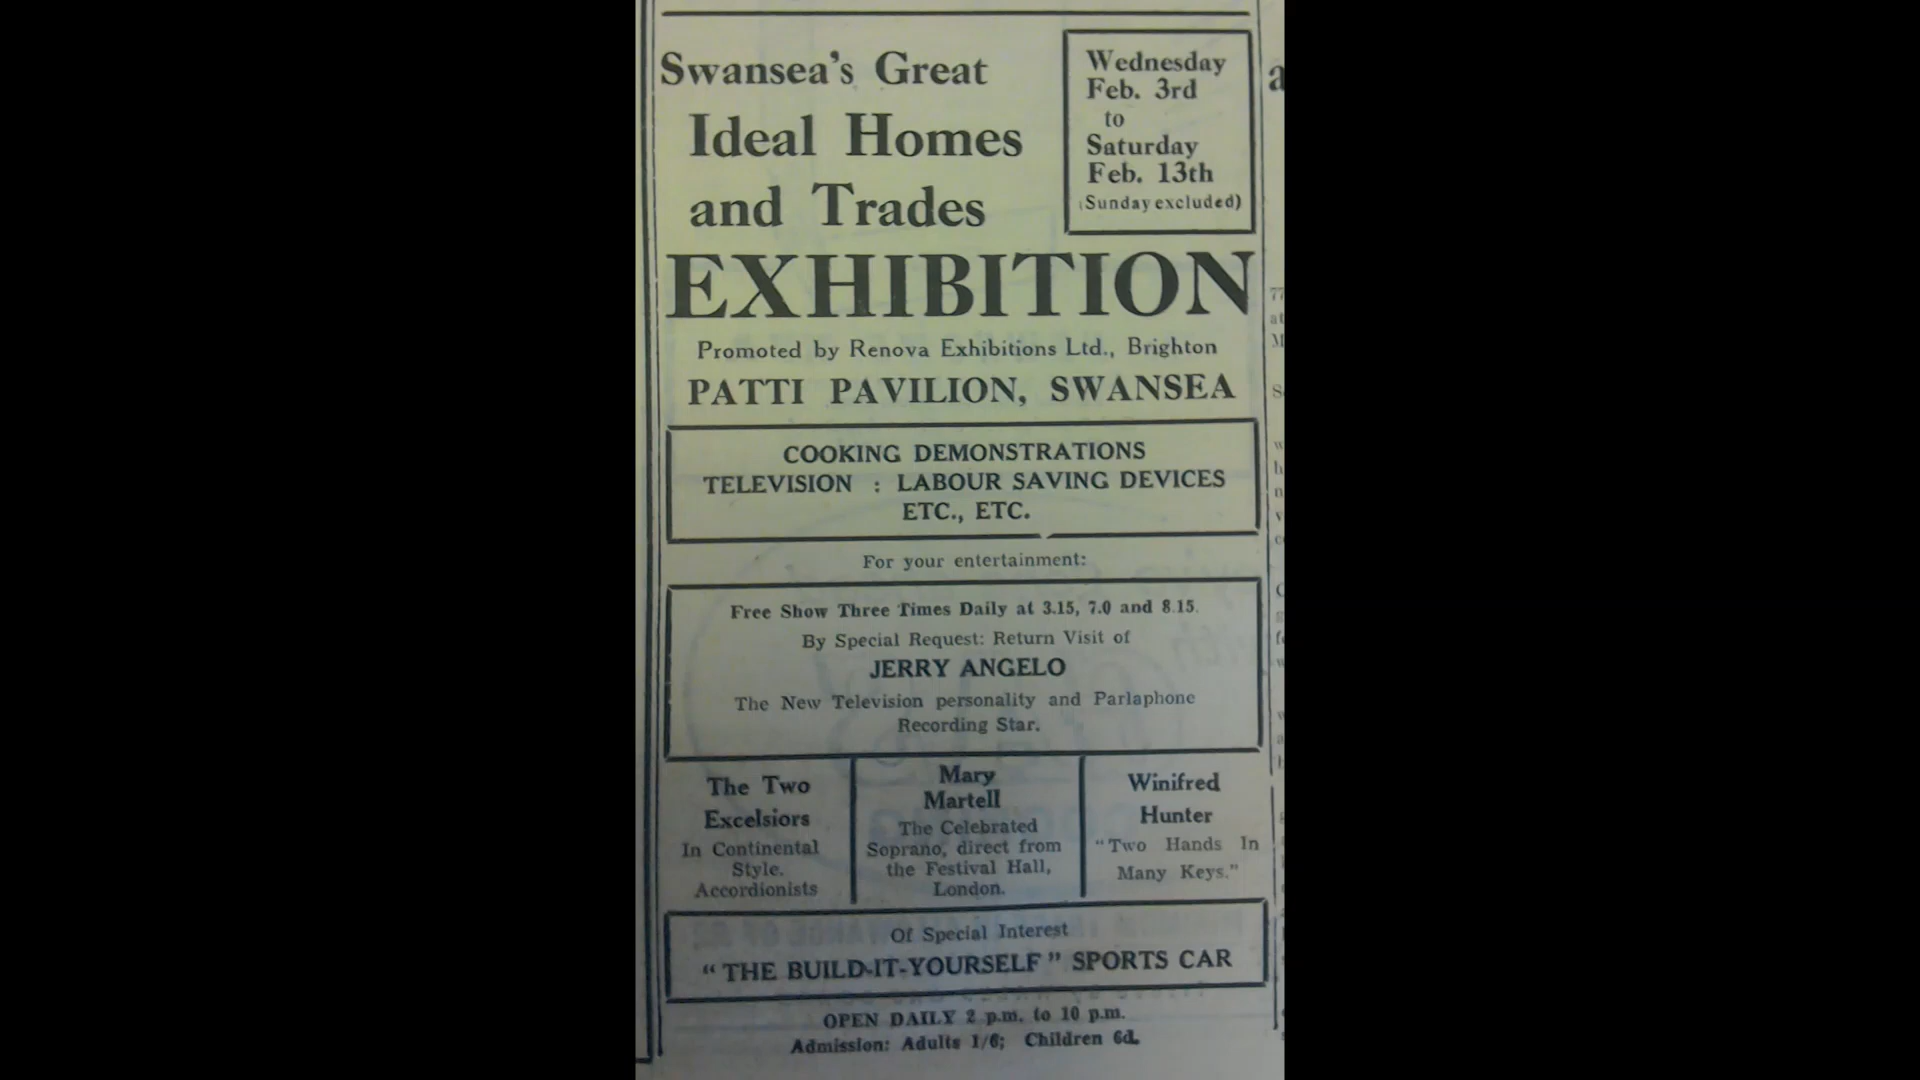 Swansea's Great
Ideal Homes
and Trades
EXHIBITION
Wednesday
Feb. 3rd
to
Saturday
Feb. 13th
(Sunday excluded)
Promoted by Renova Exhibitions Ltd., Brighton
PATTI PAVILION, SWANSEA
COOKING DEMONSTRATIONS
TELEVISION : LABOUR SAVING DEVICES
ETC., ETC.
For your entertainment:
Free Show Three Times Daily at 3.15, 7.0 and 8.15.
By Special Request: Return Visit of
JERRY ANGELO
The New Television personality and Parlaphone
Recording Star.
The Two
Excelsiors
In Continental
Style.
Accordionists
Mary
Martell
The Celebrated
Soprano, direct from
the Festival Hall,
London.
Winifred
Hunter
"Two Hands In
Many Keys."
Of Special Interest
"THE BUILD-IT-YOURSELF" SPORTS CAR
OPEN DAILY 2 p.m. to 10 p.m.
Admission: Adults 1/6; Children 6d.